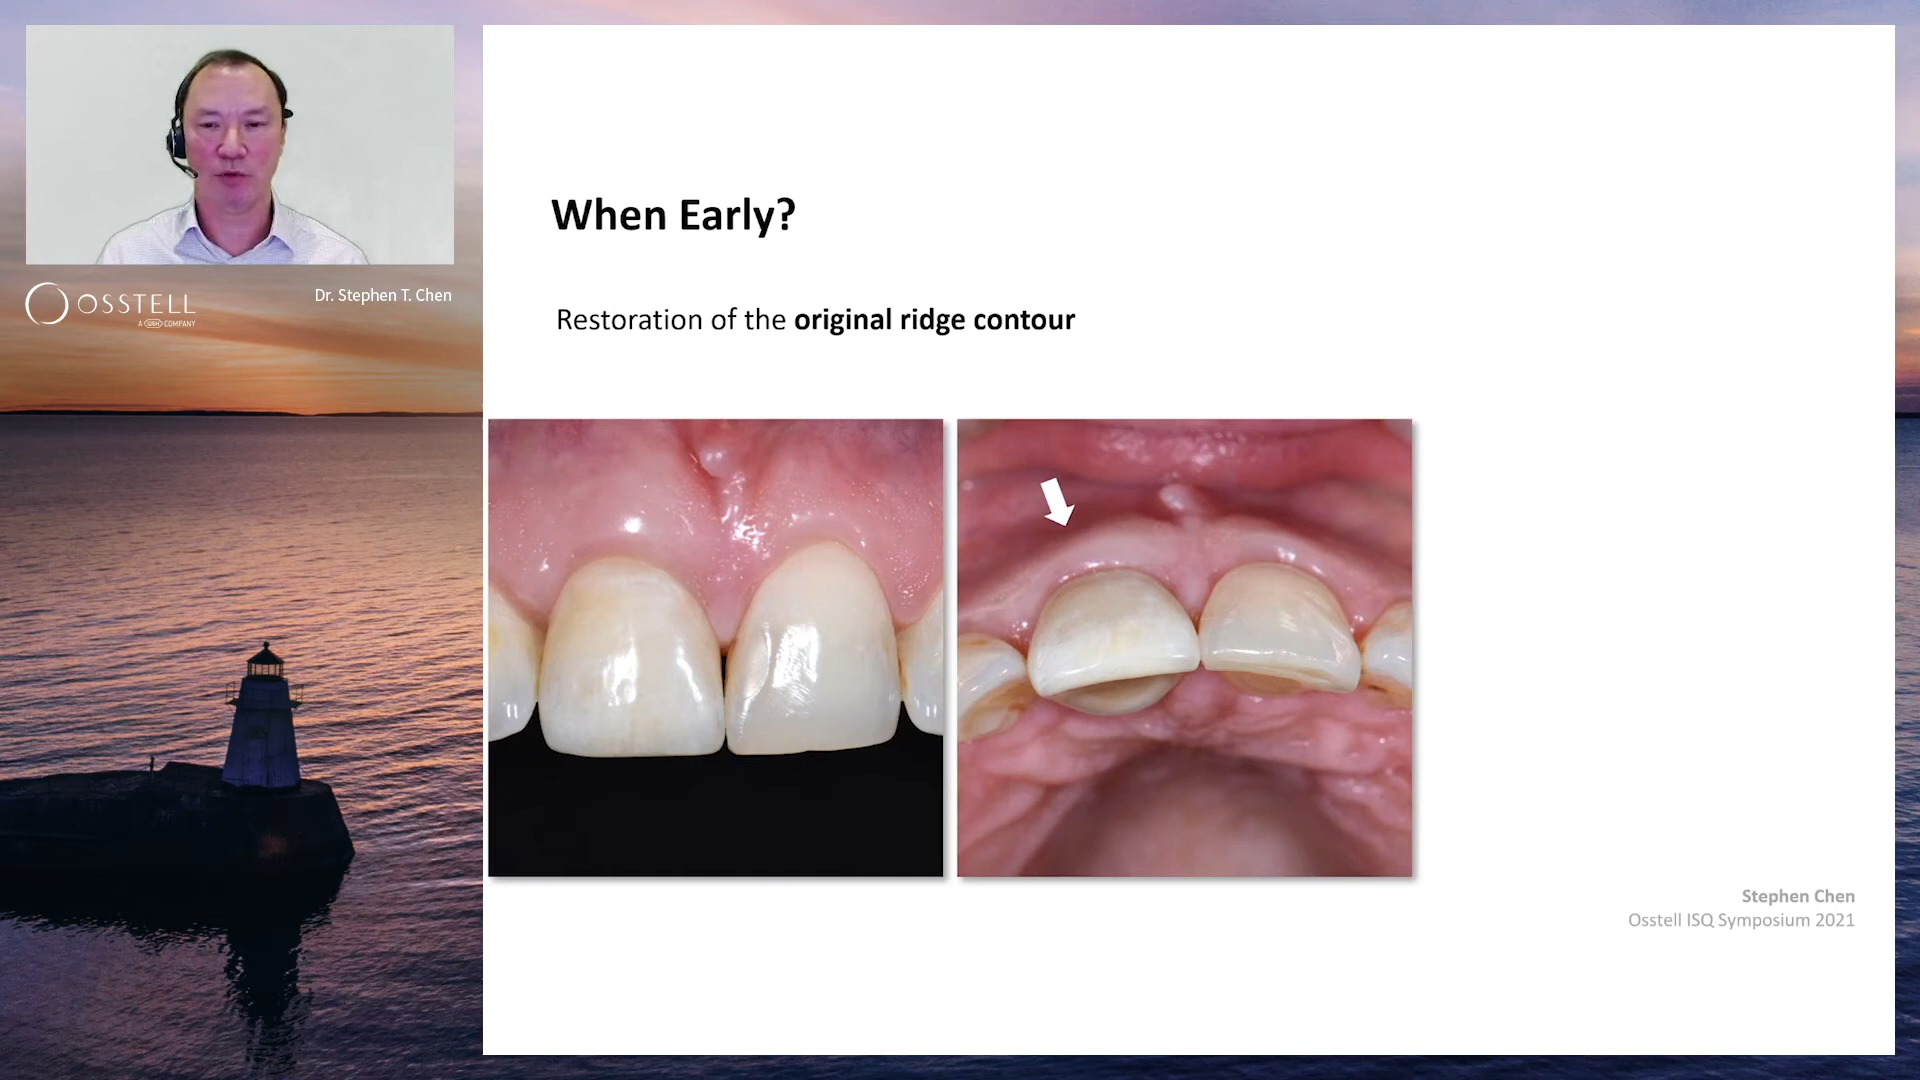 OSSTELL
A W&H COMPANY
Dr. Stephen T. Chen
When Early?
Restoration of the original ridge contour
Stephen Chen
Osstell ISQ Symposium 2021